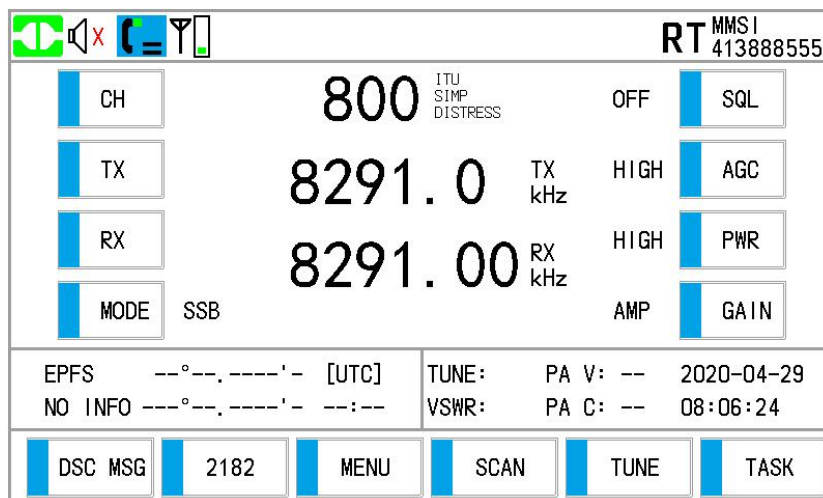 RT MMSI 413888555
CH 800 ITU SIMP DISTRESS OFF SQL
TX 8291.0 TX kHz HIGH AGC
RX 8291.00 RX kHz HIGH PWR
MODE SSB AMP GAIN
EPFS --°--.----'- [UTC] TUNE: PA V: -- 2020-04-29
NO INFO ---°--.----'- --:-- VSWR: PA C: -- 08:06:24
DSC MSG 2182 MENU SCAN TUNE TASK